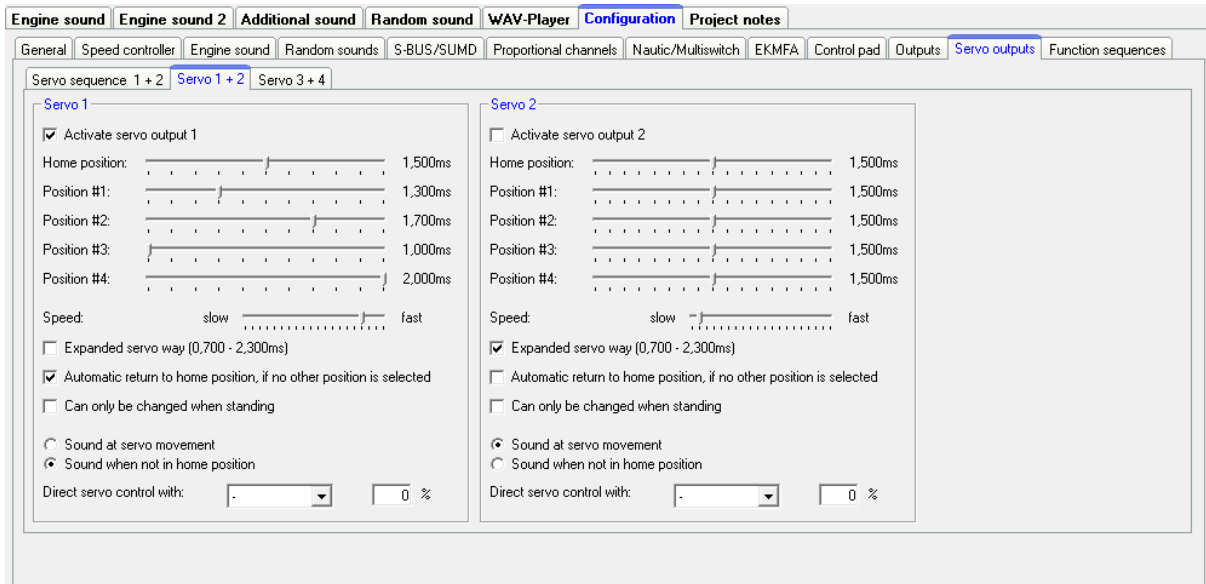 Engine sound Engine sound 2 Additional sound Random sound WAV-Player Configuration Project notes
General Speed controller Engine sound Random sounds S-BUS/SUMD Proportional channels Nautic/Multiswitch EKMFA Control pad Outputs Servo outputs Function sequences
Servo sequence 1 + 2 Servo 1 + 2 Servo 3 + 4
Servo 1
Activate servo output 1
Home position: 1,500ms
Position #1: 1,300ms
Position #2: 1,700ms
Position #3: 1,000ms
Position #4: 2,000ms
Speed: slow fast
Expanded servo way (0,700 - 2,300ms)
Automatic return to home position, if no other position is selected
Can only be changed when standing
Sound at servo movement
Sound when not in home position
Direct servo control with: - 0 %
Servo 2
Activate servo output 2
Home position: 1,500ms
Position #1: 1,500ms
Position #2: 1,500ms
Position #3: 1,500ms
Position #4: 1,500ms
Speed: slow fast
Expanded servo way (0,700 - 2,300ms)
Automatic return to home position, if no other position is selected
Can only be changed when standing
Sound at servo movement
Sound when not in home position
Direct servo control with: - 0 %